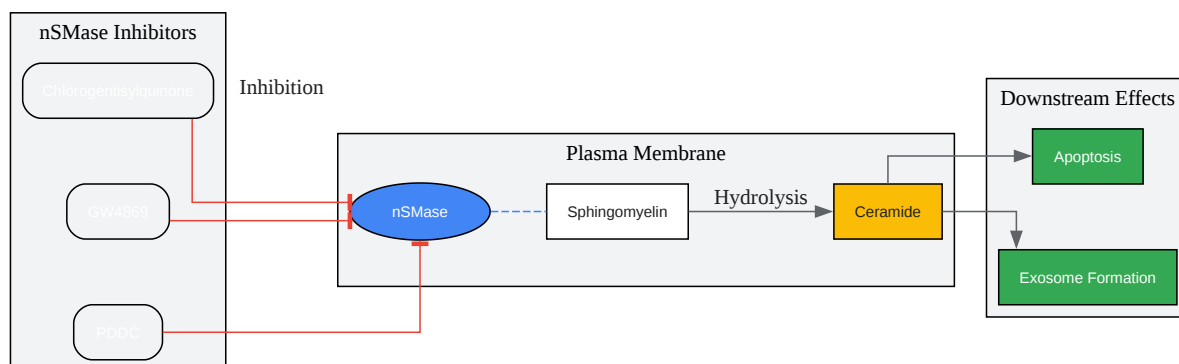 nSMase Inhibitors
Chlorogentisylquinone
Inhibition
GW4869
PDDC
Plasma Membrane
nSMase
Sphingomyelin
Hydrolysis
Ceramide
Downstream Effects
Apoptosis
Exosome Formation